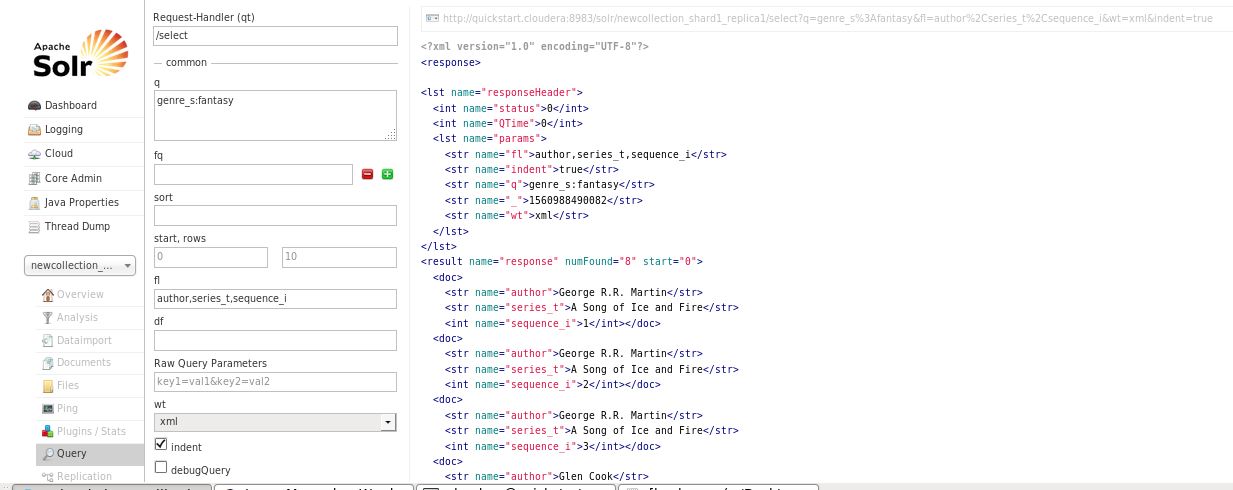 Apache
Solr
Dashboard
Logging
Cloud
Core Admin
Java Properties
Thread Dump
newcollection_...
Overview
Analysis
Dataimport
Documents
Files
Ping
Plugins / Stats
Query
Replication
Request-Handler (qt)
/select
common
q
genre_s:fantasy
fq
sort
start, rows
0 10
fl
author,series_t,sequence_i
df
Raw Query Parameters
key1=val1&key2=val2
wt
xml
indent
debugQuery
http://quickstart.cloudera:8983/solr/newcollection_shard1_replica1/select?q=genre_s%3Afantasy&fl=author%2Cseries_t%2Csequence_i&wt=xml&indent=true
<?xml version="1.0" encoding="UTF-8"?>
<response>
<lst name="responseHeader">
<int name="status">0</int>
<int name="QTime">0</int>
<lst name="params">
<str name="fl">author,series_t,sequence_i</str>
<str name="indent">true</str>
<str name="q">genre_s:fantasy</str>
<str name="_">1560988490082</str>
<str name="wt">xml</str>
</lst>
</lst>
<result name="response" numFound="8" start="0">
<doc>
<str name="author">George R.R. Martin</str>
<str name="series_t">A Song of Ice and Fire</str>
<int name="sequence_i">1</int></doc>
<doc>
<str name="author">George R.R. Martin</str>
<str name="series_t">A Song of Ice and Fire</str>
<int name="sequence_i">2</int></doc>
<doc>
<str name="author">George R.R. Martin</str>
<str name="series_t">A Song of Ice and Fire</str>
<int name="sequence_i">3</int></doc>
<doc>
<str name="author">Glen Cook</str>